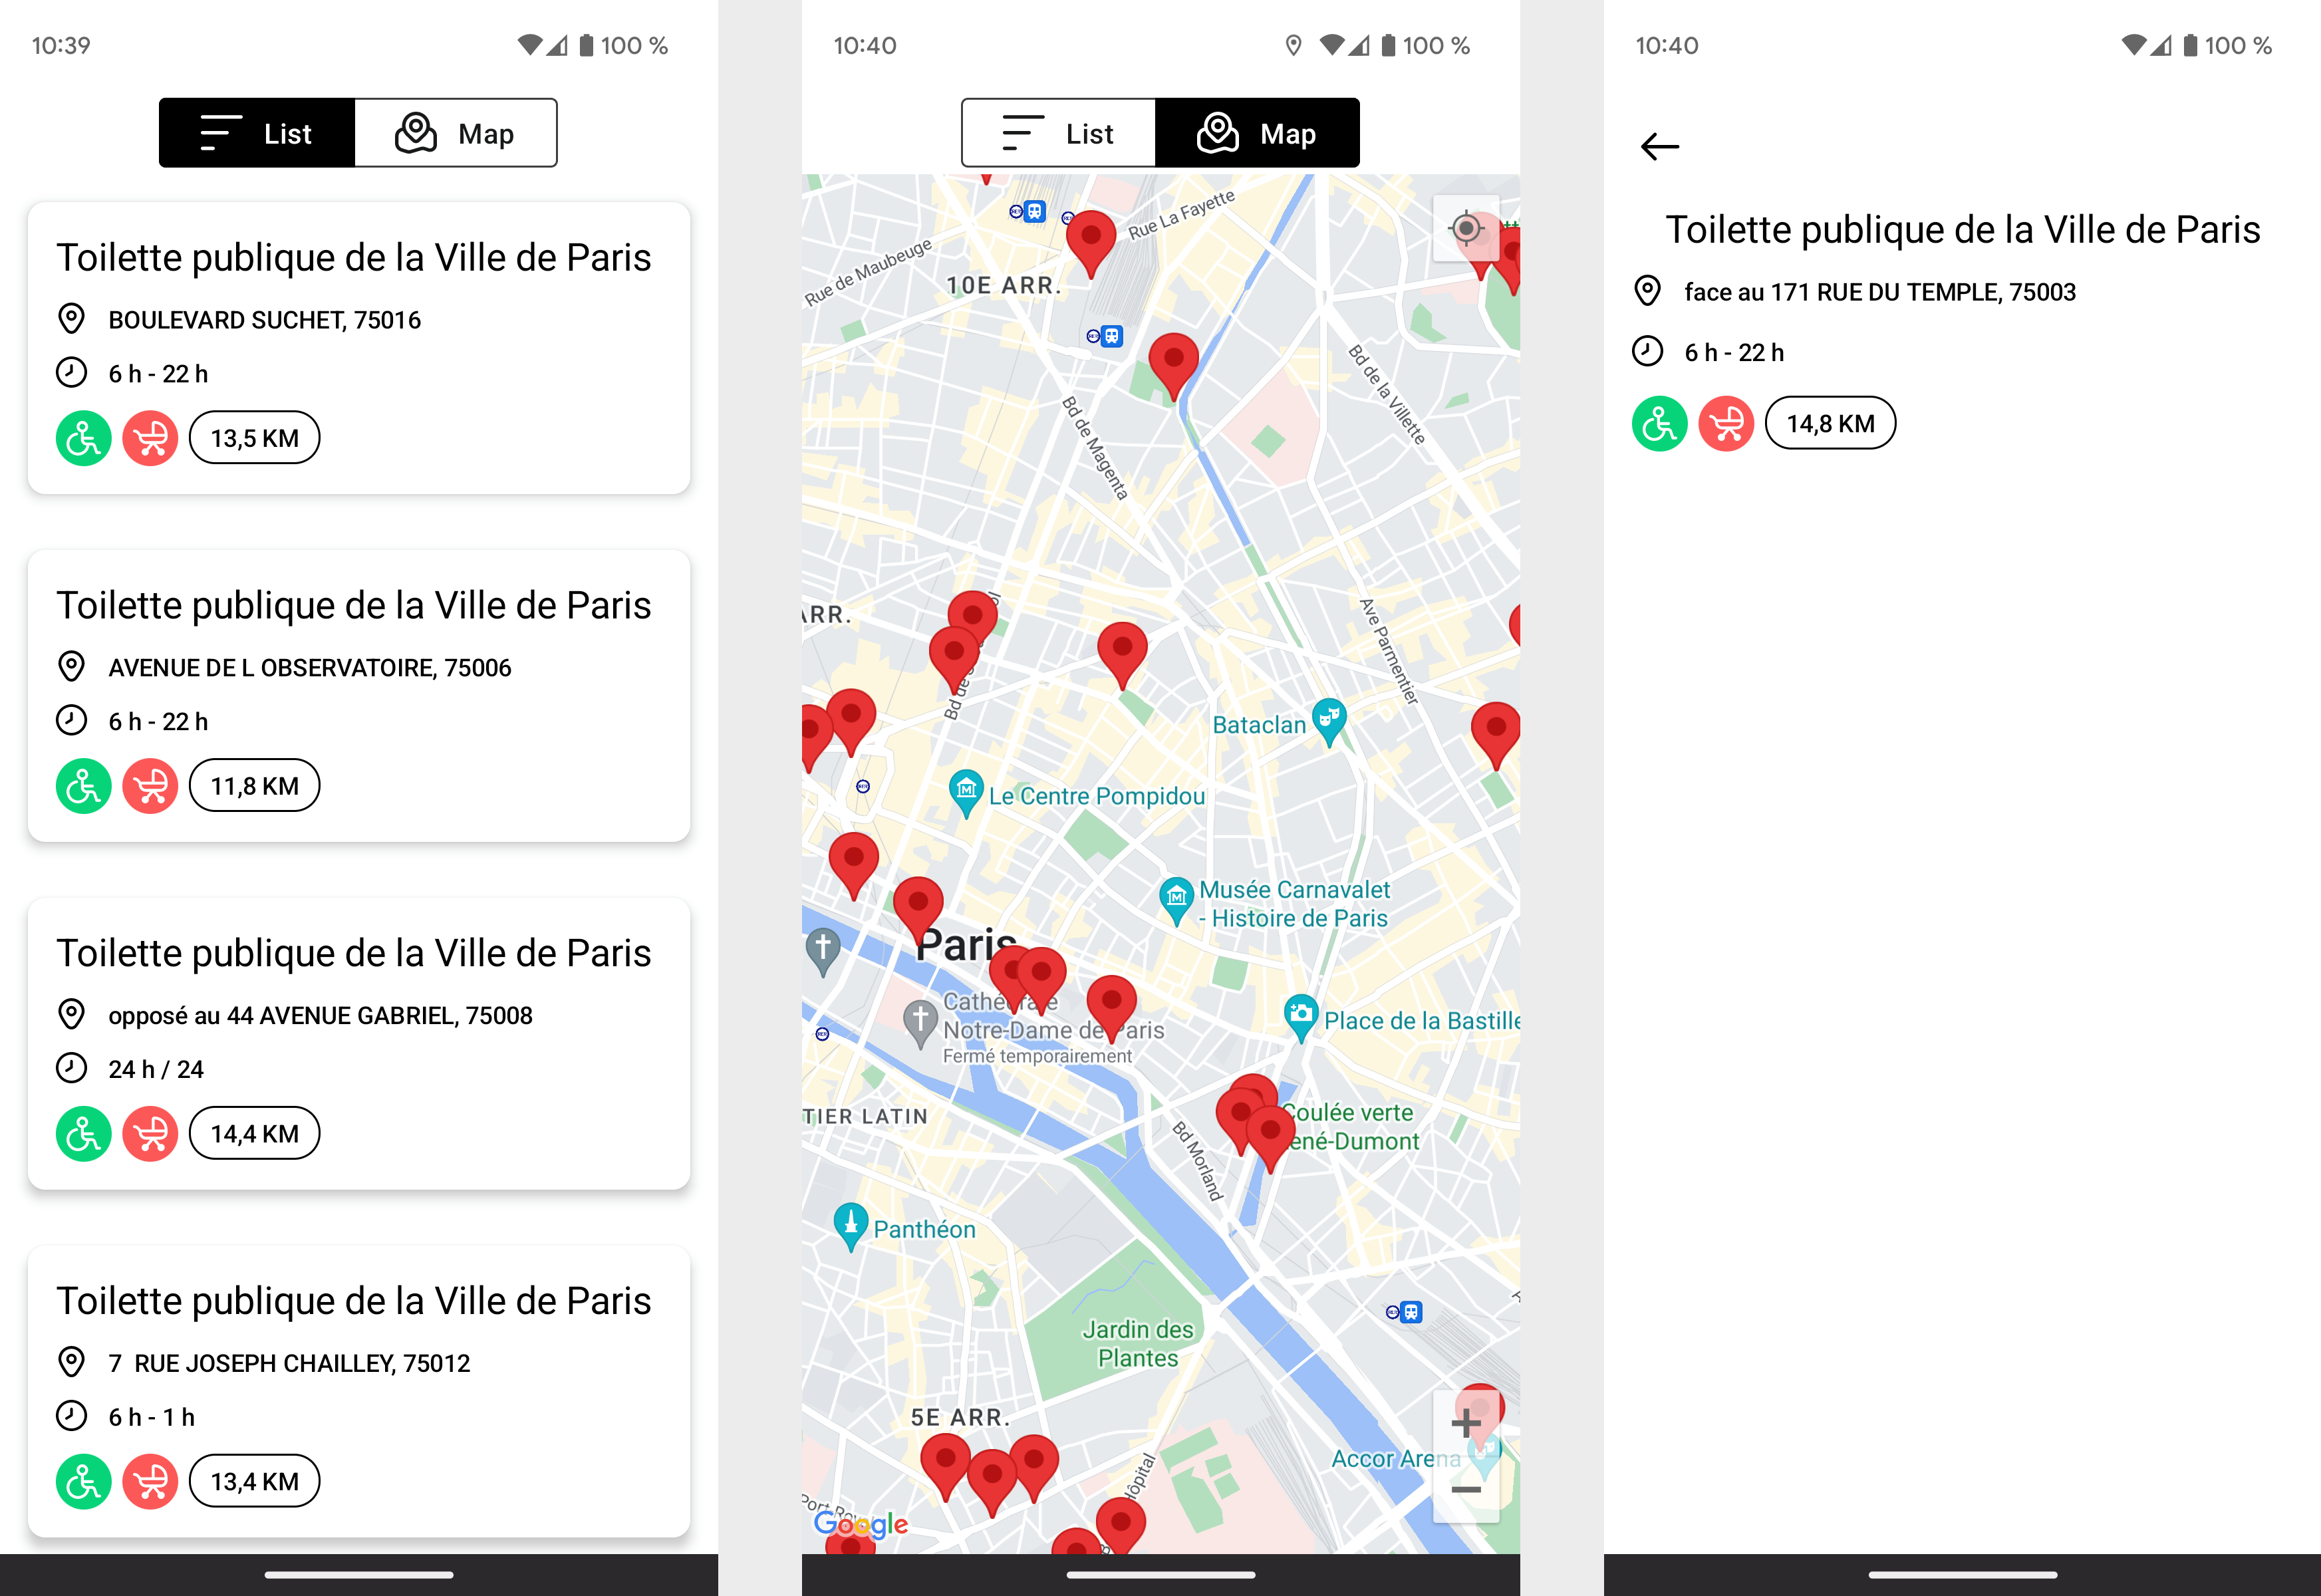 10:39
100 %
List
Map
Toilette publique de la Ville de Paris
BOULEVARD SUCHET, 75016
6 h - 22 h
13,5 KM
Toilette publique de la Ville de Paris
AVENUE DE L OBSERVATOIRE, 75006
6 h - 22 h
11,8 KM
Toilette publique de la Ville de Paris
opposé au 44 AVENUE GABRIEL, 75008
24 h / 24
14,4 KM
Toilette publique de la Ville de Paris
7  RUE JOSEPH CHAILLEY, 75012
6 h - 1 h
13,4 KM
10:40
100 %
List
Map
Rue La Fayette
Rue de Maubeuge
10E ARR.
Bd de la Villette
Bd de Magenta
ARR.
Ave Parmentier
Bd de
Bataclan
Le Centre Pompidou
Musée Carnavalet
- Histoire de Paris
Paris
Cathédrale
Notre-Dame de Paris
Fermé temporairement
Place de la Bastille
TIER LATIN
Coulée verte
ené-Dumont
Bd Morland
Panthéon
Jardin des
Plantes
5E ARR.
Accor Arena
Hôpital
Port
Google
10:40
100 %
Toilette publique de la Ville de Paris
face au 171 RUE DU TEMPLE, 75003
6 h - 22 h
14,8 KM